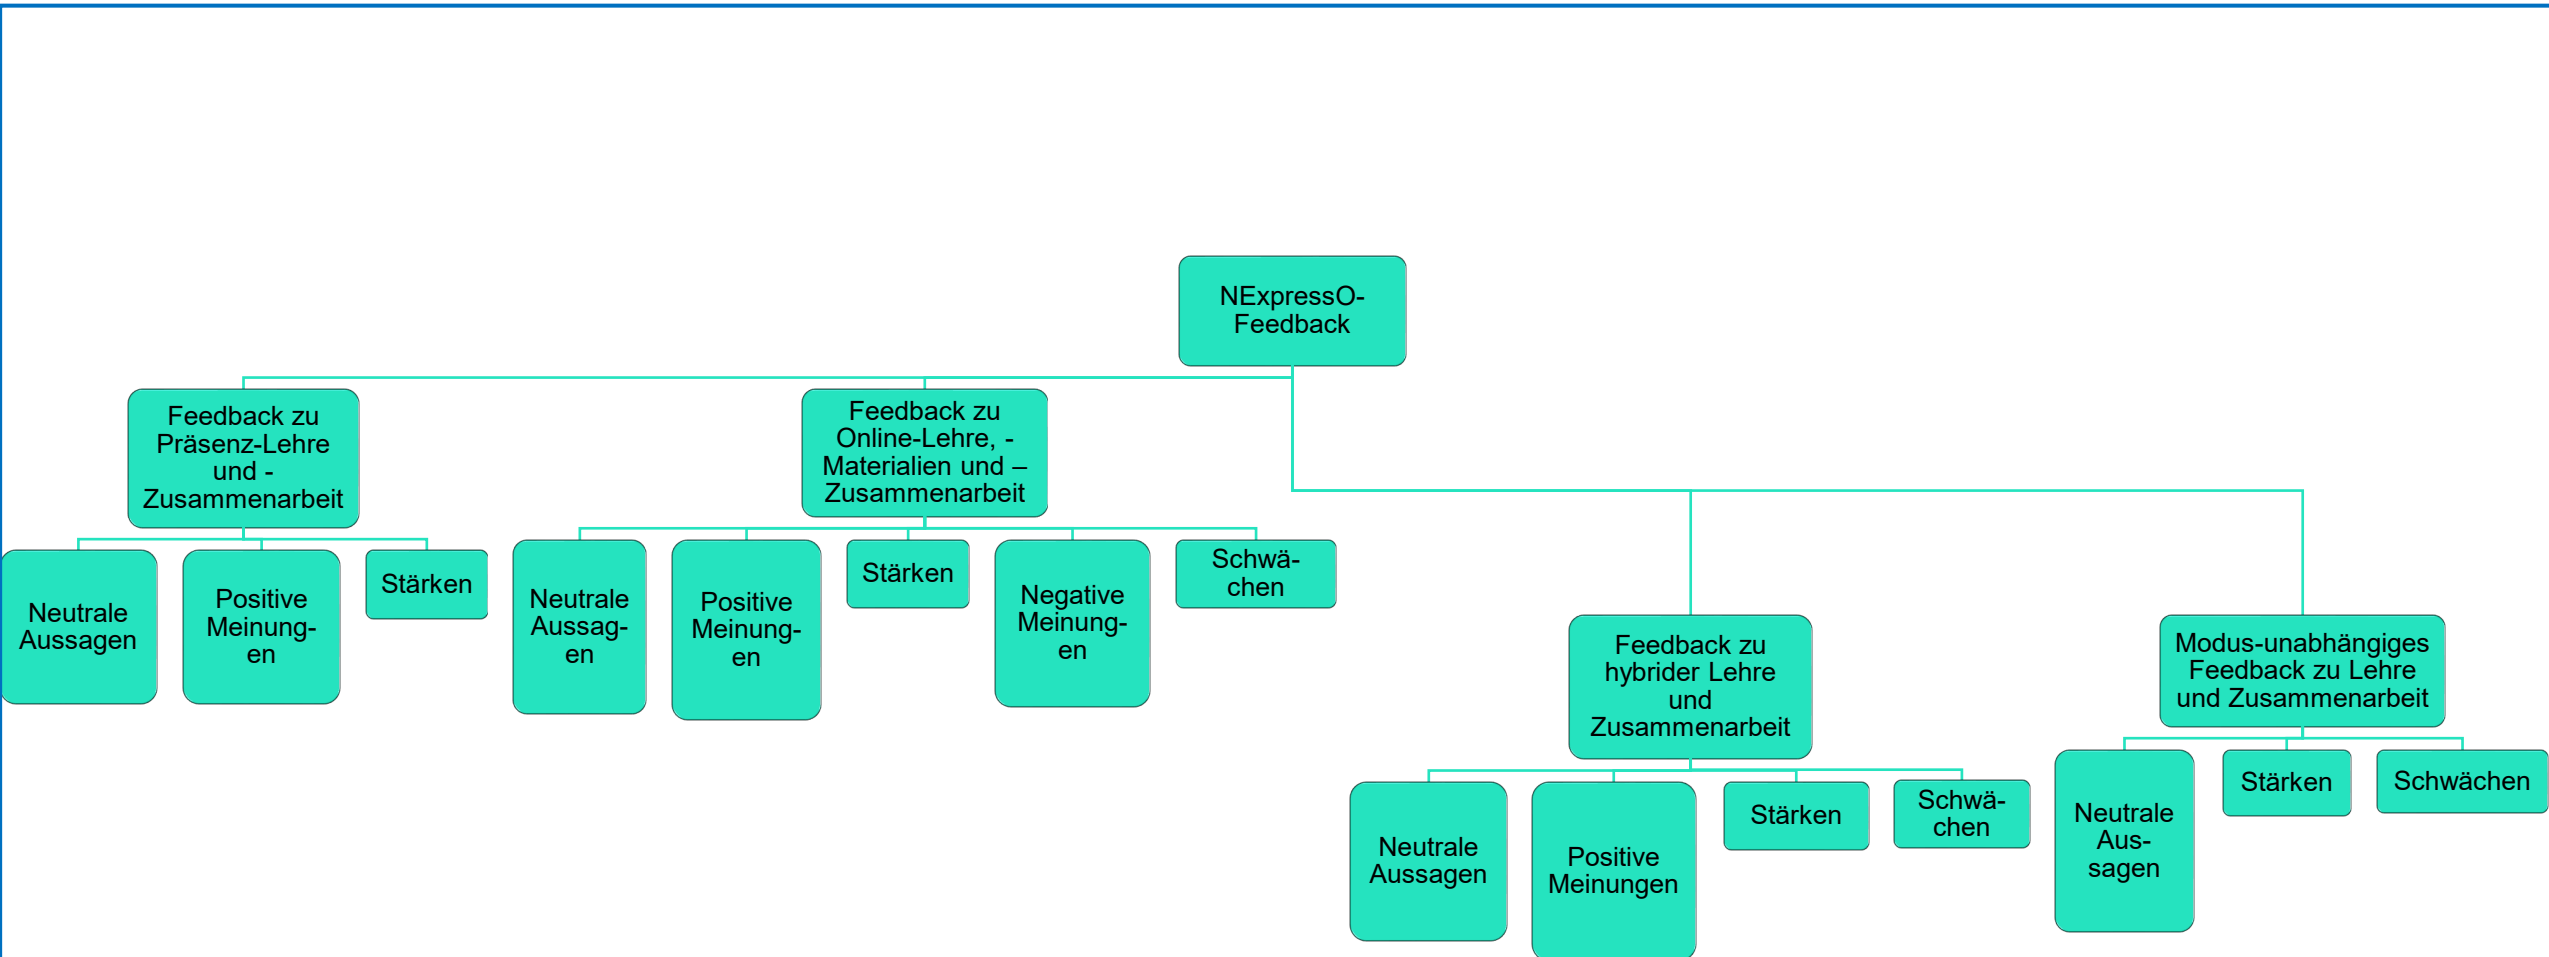 NExpressO-
Feedback
Feedback zu
Präsenz-Lehre
und -
Zusammenarbeit
Neutrale
Aussagen
Positive
Meinung-
en
Stärken
Feedback zu
Online-Lehre, -
Materialien und –
Zusammenarbeit
Neutrale
Aussag-
en
Positive
Meinung-
en
Stärken
Negative
Meinung-
en
Schwä-
chen
Feedback zu
hybrider Lehre
und
Zusammenarbeit
Neutrale
Aussagen
Positive
Meinungen
Stärken
Schwä-
chen
Modus-unabhängiges
Feedback zu Lehre
und Zusammenarbeit
Neutrale
Aus-
sagen
Stärken
Schwächen